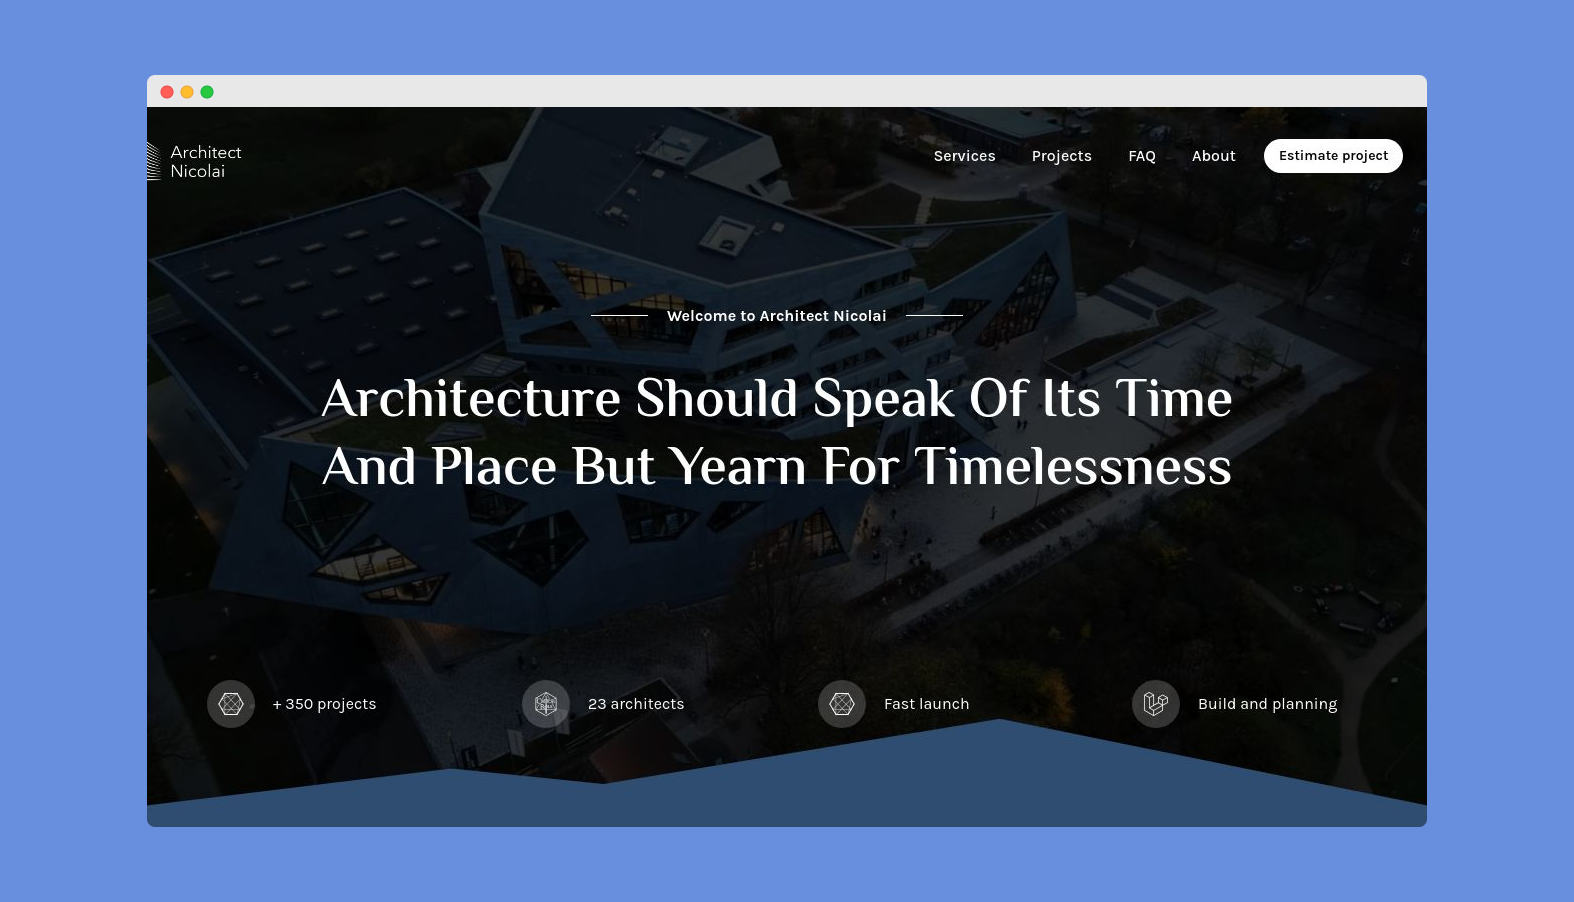 Architect
Nicolai
Services Projects FAQ About Estimate project
Welcome to Architect Nicolai
Architecture Should Speak Of Its Time
And Place But Yearn For Timelessness
+ 350 projects 23 architects Fast launch Build and planning